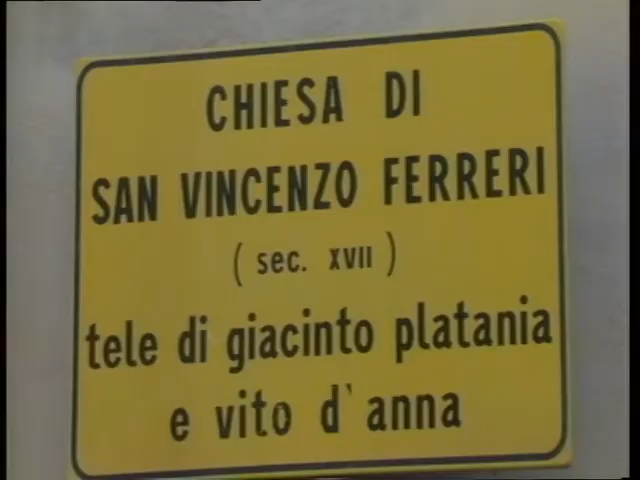 CHIESA DI
SAN VINCENZO FERRERI
( sec. XVII )
tele di giacinto platania
e vito d'anna